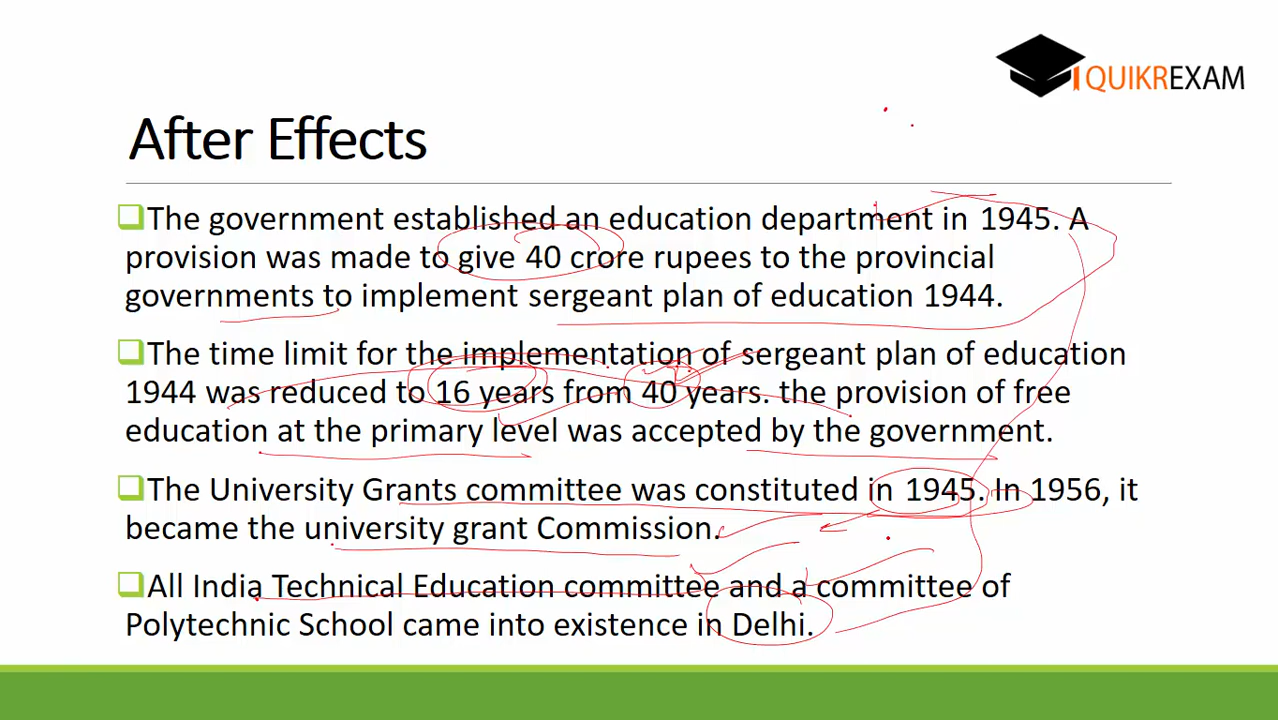 QUIKREXAM
After Effects
The government established an education department in 1945. A
provision was made to give 40 crore rupees to the provincial
governments to implement sergeant plan of education 1944.
The time limit for the implementation of sergeant plan of education
1944 was reduced to 16 years from 40 years. the provision of free
education at the primary level was accepted by the government.
The University Grants committee was constituted in 1945. In 1956, it
became the university grant Commission.
All India Technical Education committee and a committee of
Polytechnic School came into existence in Delhi.